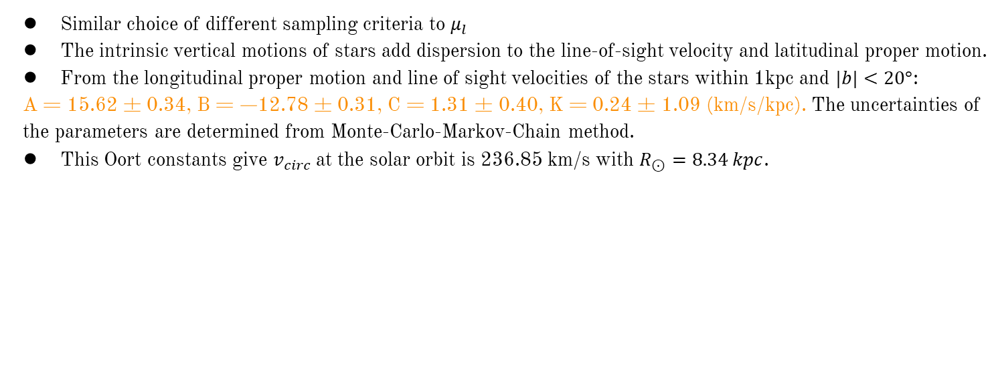 ● Similar choice of different sampling criteria to μ_l
● The intrinsic vertical motions of stars add dispersion to the line-of-sight velocity and latitudinal proper motion.
● From the longitudinal proper motion and line of sight velocities of the stars within 1kpc and |b| < 20°:
A = 15.62 ± 0.34, B = −12.78 ± 0.31, C = 1.31 ± 0.40, K = 0.24 ± 1.09 (km/s/kpc). The uncertainties of
the parameters are determined from Monte-Carlo-Markov-Chain method.
● This Oort constants give v_circ at the solar orbit is 236.85 km/s with R_⊙ = 8.34 kpc.